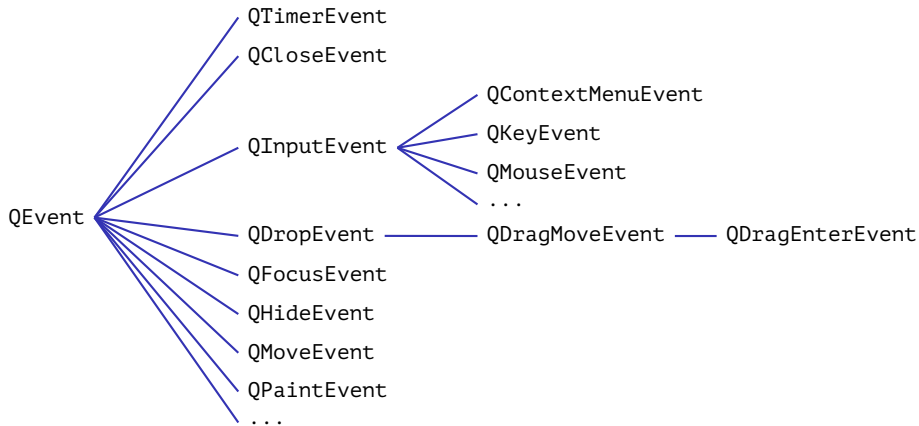 QTimerEvent
QCloseEvent
QContextMenuEvent
QKeyEvent
QInputEvent
QMouseEvent
...
QEvent
QDropEvent QDragMoveEvent QDragEnterEvent
QFocusEvent
QHideEvent
QMoveEvent
QPaintEvent
...